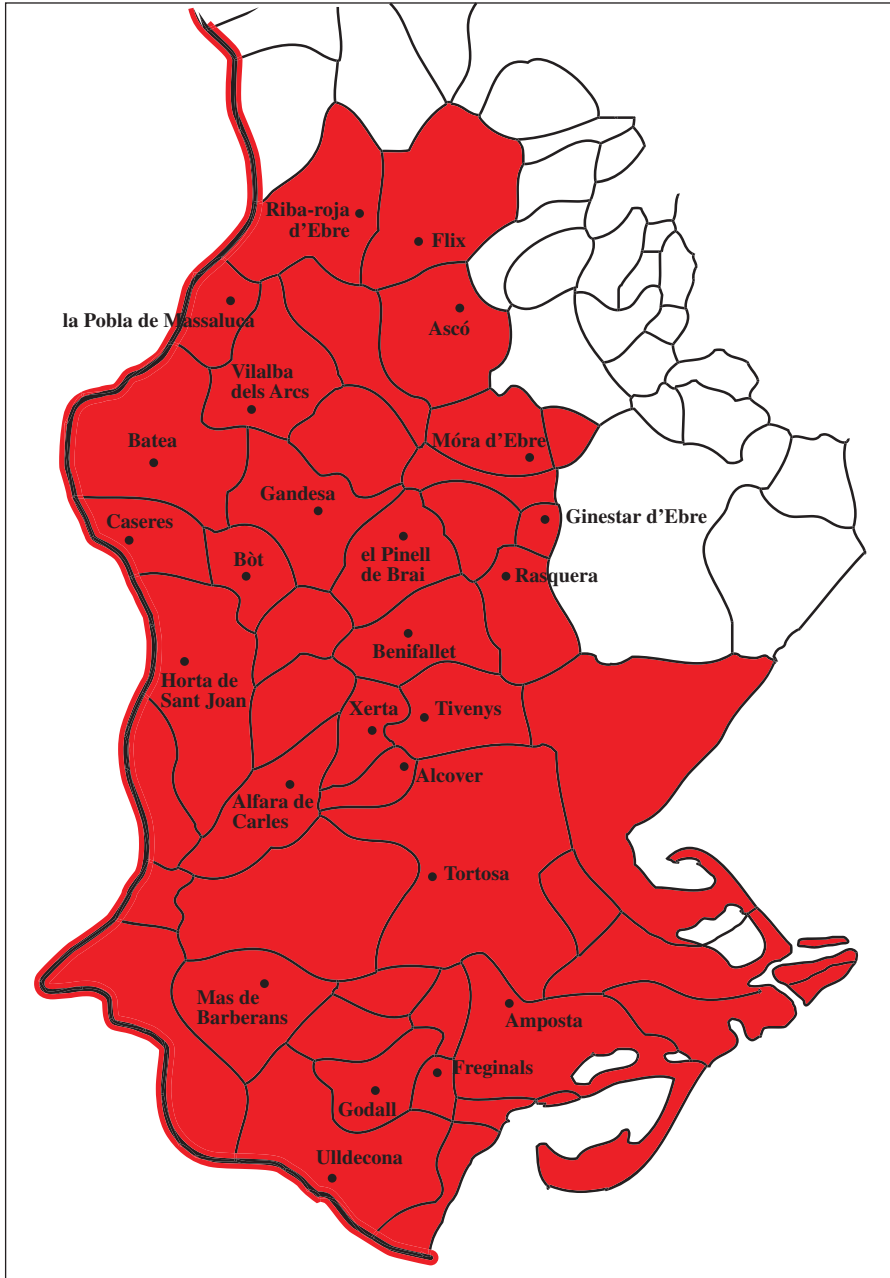 Riba-roja
d'Ebre
Flix
la Pobla de Massaluca
Ascó
Vilalba
dels Arcs
Batea
Móra d'Ebre
Gandesa
Caseres
Ginestar d'Ebre
Bòt
el Pinell
de Brai
Rasquera
Benifallet
Horta de
Sant Joan
Xerta
Tivenys
Alcover
Alfara de
Carles
Tortosa
Mas de
Barberans
Amposta
Freginals
Godall
Ulldecona